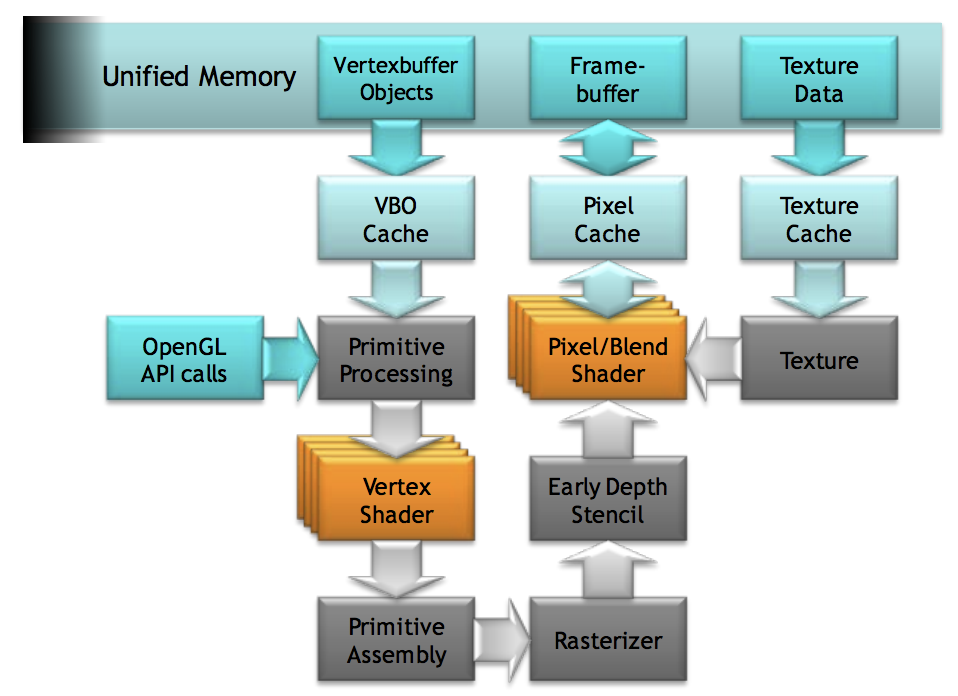 Unified Memory
Vertexbuffer
Objects
Frame-
buffer
Texture
Data
VBO
Cache
Pixel
Cache
Texture
Cache
OpenGL
API calls
Primitive
Processing
Pixel/Blend
Shader
Texture
Vertex
Shader
Early Depth
Stencil
Primitive
Assembly
Rasterizer